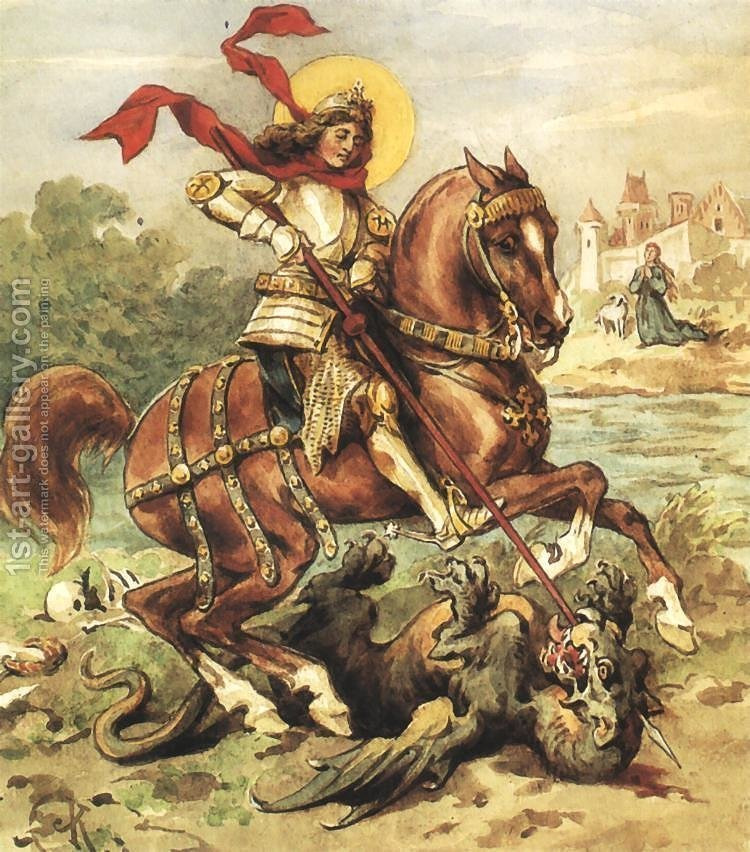 1st-art-gallery.com
This watermark does not appear on the painting